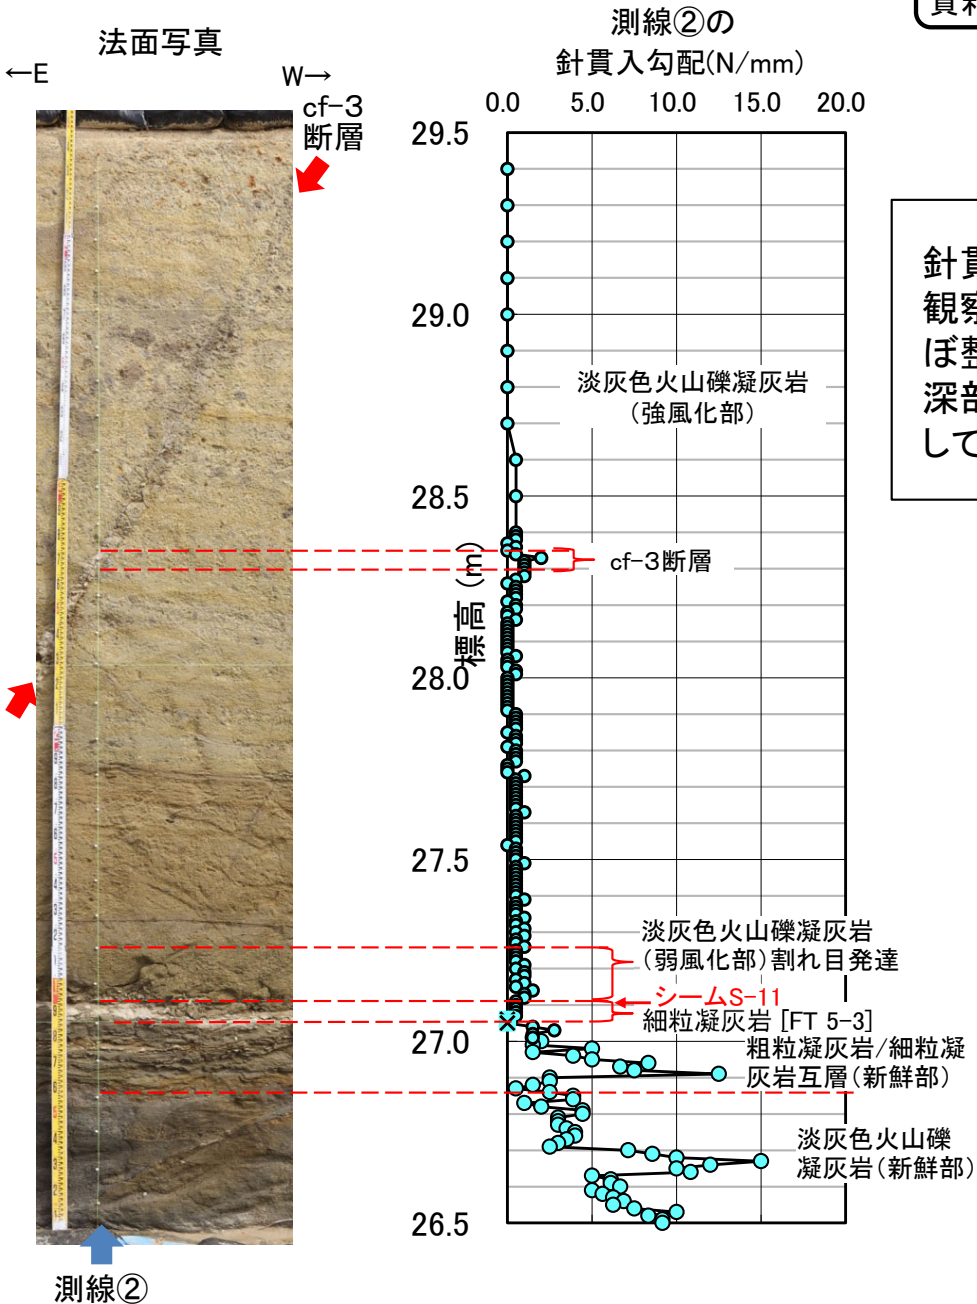 法面写真
←E
W→
cf-3
断層
測線②
測線②の
針貫入勾配(N/mm)
0.0 5.0 10.0 15.0 20.0
29.5
29.0
28.5
28.0
27.5
27.0
26.5
標高(m)
淡灰色火山礫凝灰岩
(強風化部)
cf-3断層
淡灰色火山礫凝灰岩
(弱風化部)割れ目発達
シームS-11
細粒凝灰岩 [FT 5-3]
粗粒凝灰岩/細粒凝
灰岩互層(新鮮部)
淡灰色火山礫
凝灰岩(新鮮部)
針貫
観察
ぼ整
深部
して